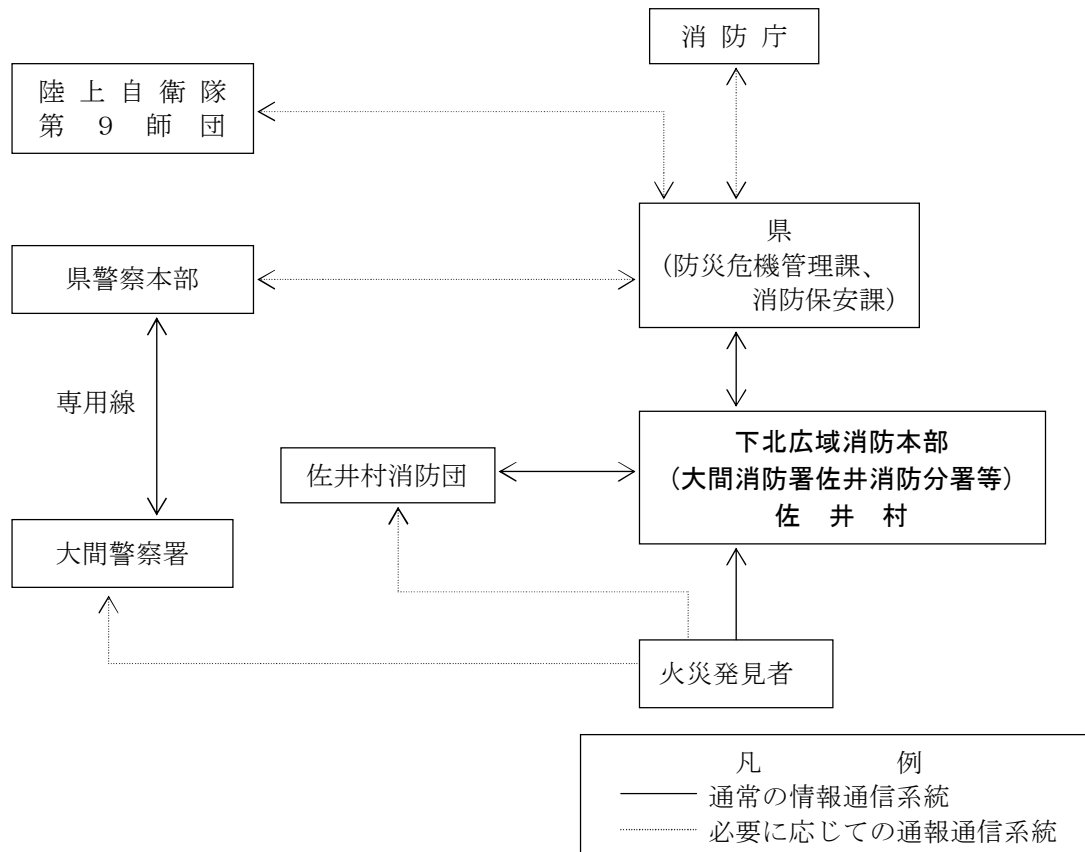 消防庁
陸上自衛隊
第9師団
県
(防災危機管理課、
消防保安課)
県警察本部
専用線
下北広域消防本部
(大間消防署佐井消防分署等)
佐井村
佐井村消防団
大間警察署
火災発見者
凡例
通常の情報通信系統
必要に応じての通報通信系統